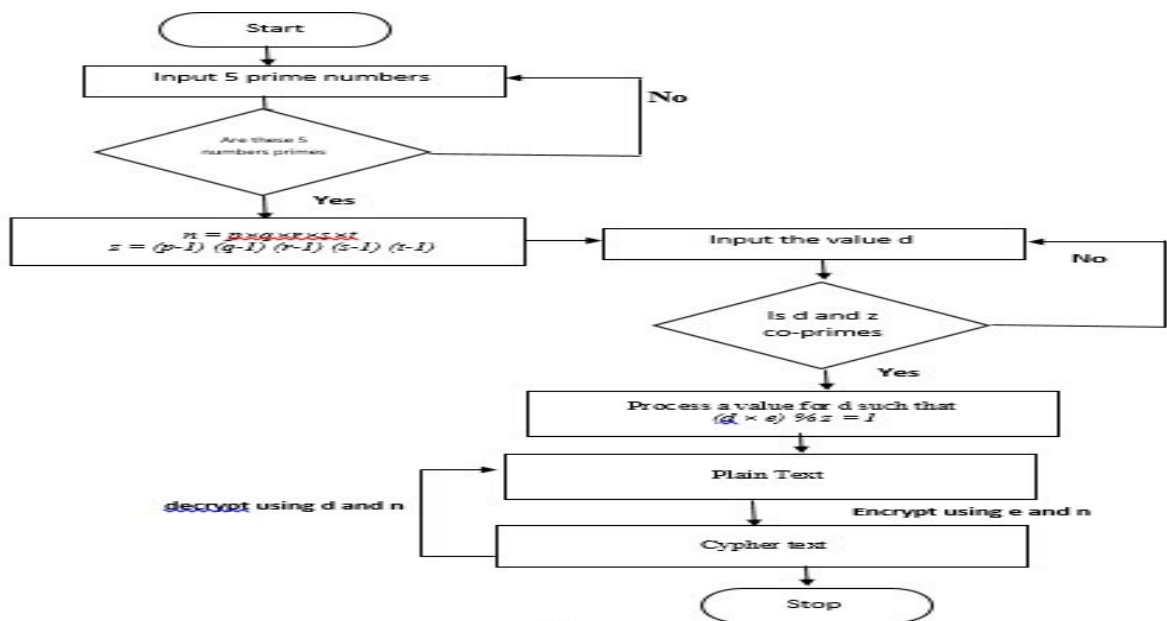 Start
Input 5 prime numbers
No
Are these 5
numbers primes
Yes
n = p×q×r×s×t
z = (p-1) (q-1) (r-1) (s-1) (t-1)
Input the value d
No
Is d and z
co-primes
Yes
Process a value for d such that
(d × e) % z = 1
Plain Text
decrypt using d and n
Encrypt using e and n
Cypher text
Stop